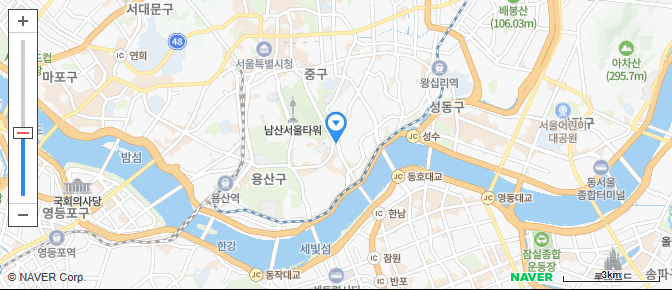 서대문구
배봉산
(106.03m)
48
IC 연희
서울특별시청
중구
아차산
(295.7m)
마포구
왕십리역
성동구
남산서울타워
JC 성수
서울어린이
대공원
밤섬
국회의사당
용산구
용산역
JC 동호대교
JC 영동대교
동서울
종합터미널
영등포구
영등포역
한강
세빛섬
IC 한남
잠실종합
운동장
JC 동작대교
IC 잠원
IC 반포
송파구
© NAVER Corp.
NAVER
3km